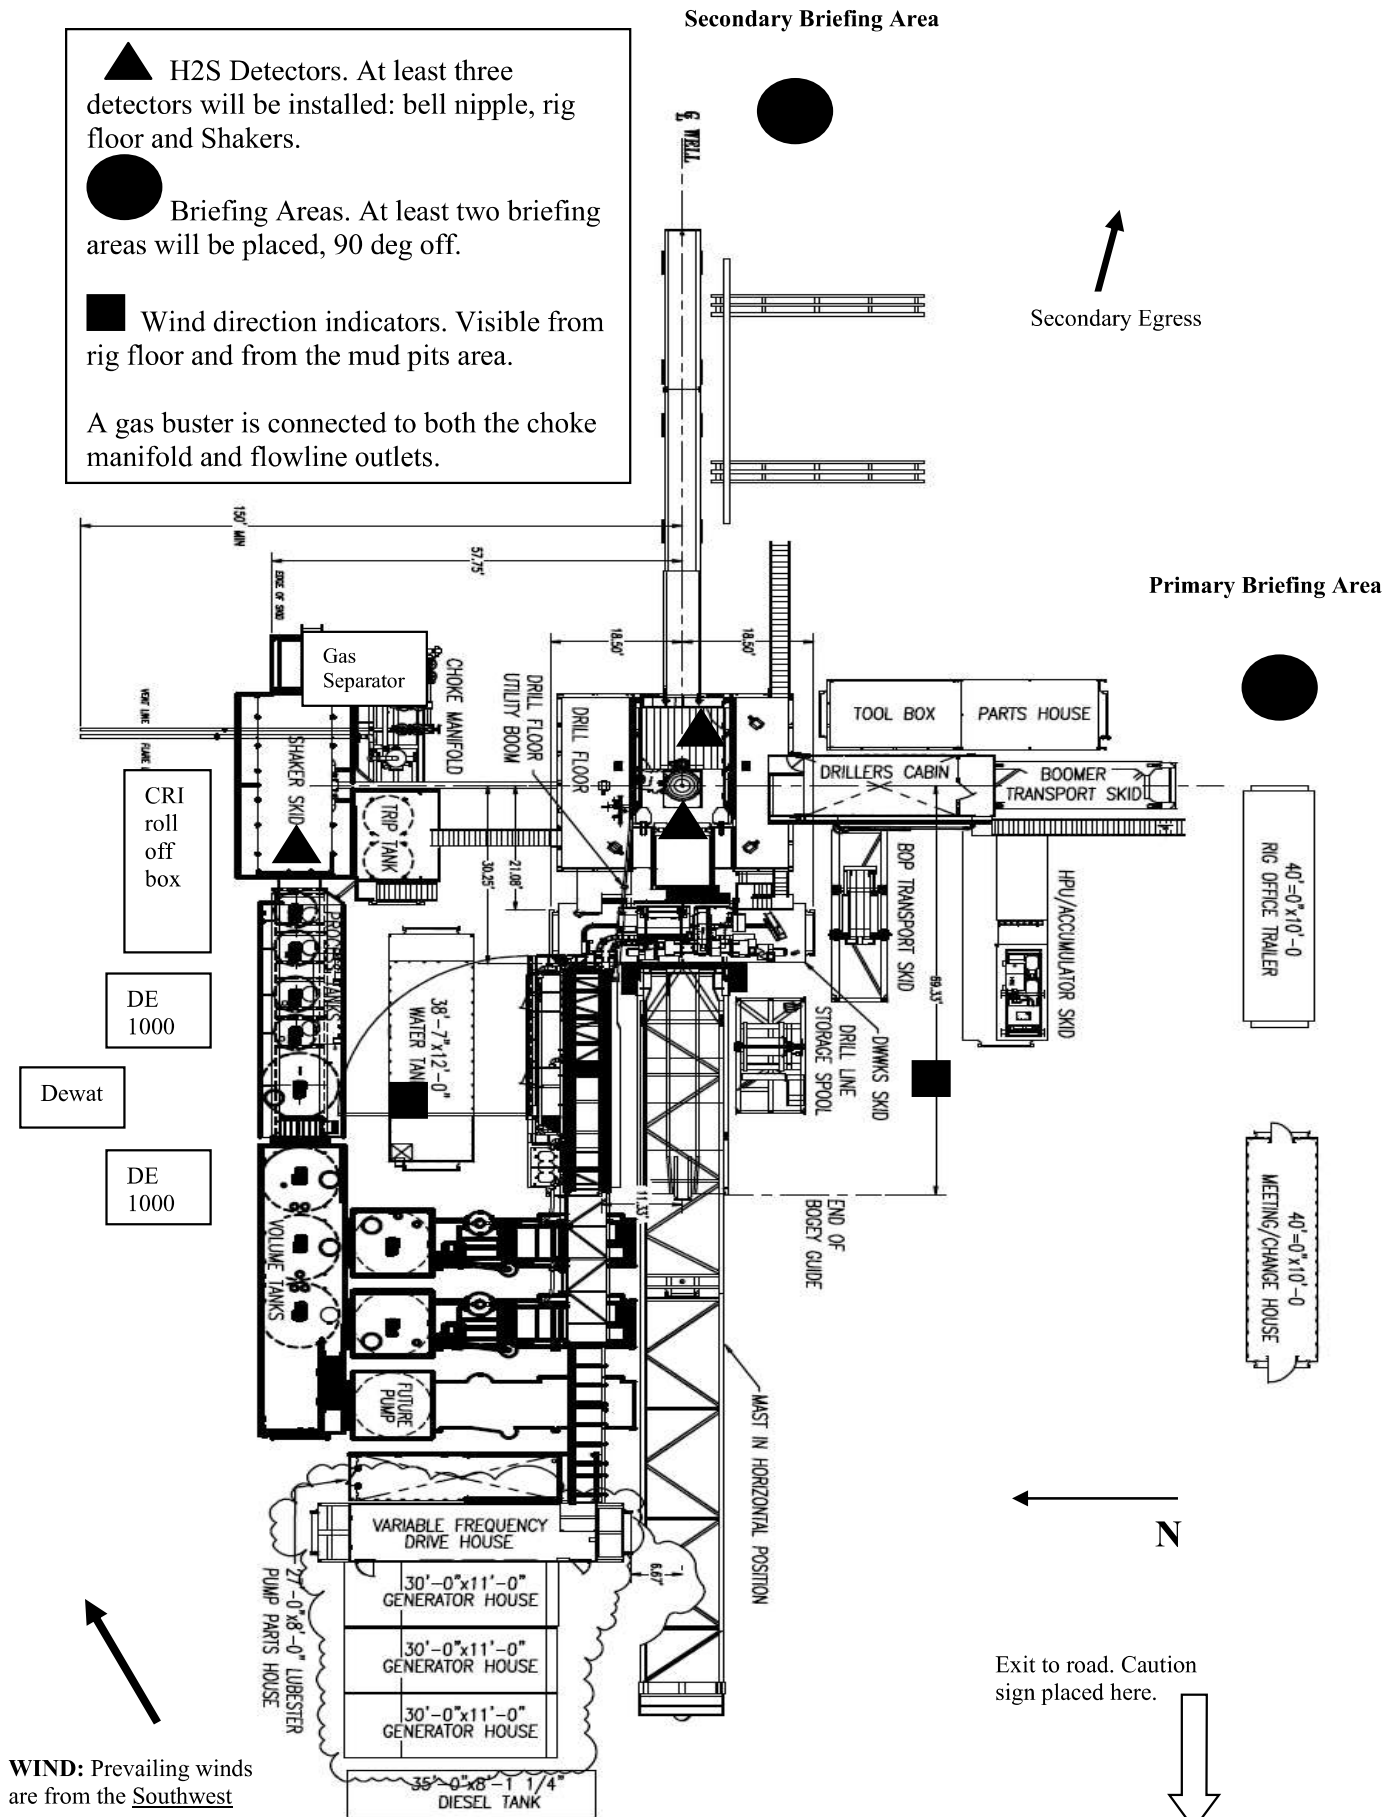 Secondary Briefing Area
H2S Detectors. At least three
detectors will be installed: bell nipple, rig
floor and Shakers.
Briefing Areas. At least two briefing
areas will be placed, 90 deg off.
Wind direction indicators. Visible from
rig floor and from the mud pits area.
A gas buster is connected to both the choke
manifold and flowline outlets.
WELL
Secondary Egress
150' MIN
57.75'
EDGE OF SKID
Primary Briefing Area
18.50'
18.50'
Gas
Separator
CHOKE MANIFOLD
DRILL FLOOR
UTILITY BOOM
DRILL FLOOR
TOOL BOX
PARTS HOUSE
VENT LINE
SHAKER SKID
DRILLERS CABIN
BOOMER
TRANSPORT SKID
CRI
roll
off
box
TRIP TANK
30.25'
21.08'
BOP TRANSPORT SKID
HPU/ACCUMULATOR SKID
40'=0"x10'-0
RIG OFFICE TRAILER
PROCESS TANKS
DE
1000
38'-7"x12'-0"
WATER TANK
69.33'
DWWKS SKID
DRILL LINE
STORAGE SPOOL
Dewat
DE
1000
11.33'
END OF
BOGEY GUIDE
40'=0"x10'-0
MEETING/CHANGE HOUSE
VOLUME TANKS
FUTURE
PUMP
MAST IN HORIZONTAL POSITION
N
VARIABLE FREQUENCY
DRIVE HOUSE
6.67'
27'-0"x8'-0" LUBESTER
PUMP PARTS HOUSE
30'-0"x11'-0"
GENERATOR HOUSE
30'-0"x11'-0"
GENERATOR HOUSE
30'-0"x11'-0"
GENERATOR HOUSE
Exit to road. Caution
sign placed here.
WIND: Prevailing winds
are from the Southwest
35'-0"x8'-1 1/4"
DIESEL TANK